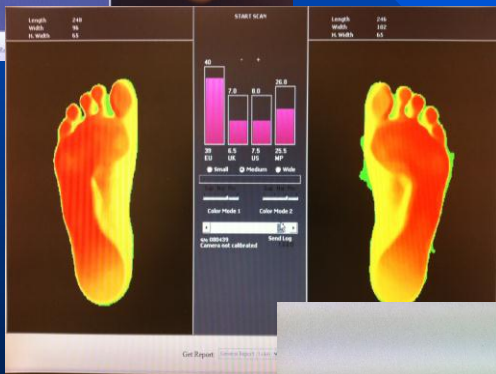 Length 248
Width 96
H. Width 65
START SCAN
Length 246
Width 102
H. Width 65
- +
40
7.0
8.0
26.0
39
6.5
7.5
25.5
EU
UK
US
MP
Small
Medium
Wide
Color Mode 1
Color Mode 2
Send Log
Camera not calibrated
Get Report